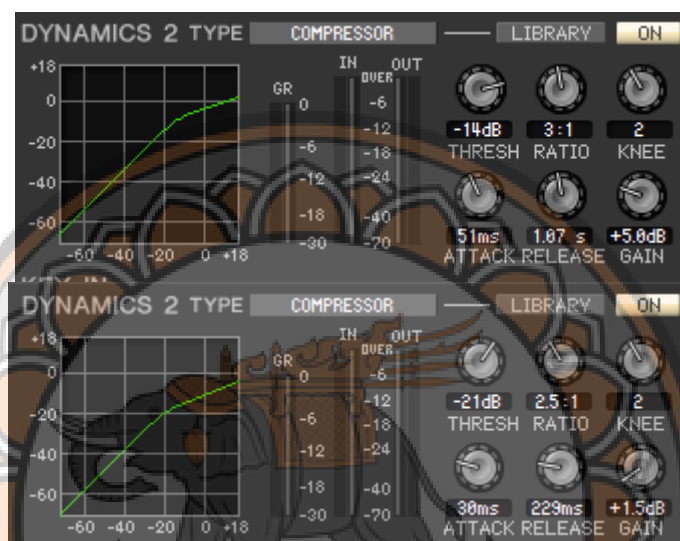 DYNAMICS 2 TYPE COMPRESSOR LIBRARY ON
+18 0 -20 -40 -60
-60 -40 -20 0 +18
GR 0 -6 -12 -18 -30
IN OUT
OVER -6 -12 -18 -24 -40 -70
-14dB 3:1 2
THRESH RATIO KNEE
51ms 1.07 s +5.0dB
ATTACK RELEASE GAIN
KEY IN
DYNAMICS 2 TYPE COMPRESSOR LIBRARY ON
+18 0 -20 -40 -60
-60 -40 -20 0 +18
GR 0 -6 -12 -18 -30
IN OUT
OVER -6 -12 -18 -24 -40 -70
-21dB 2.5:1 2
THRESH RATIO KNEE
30ms 229ms +1.5dB
ATTACK RELEASE GAIN